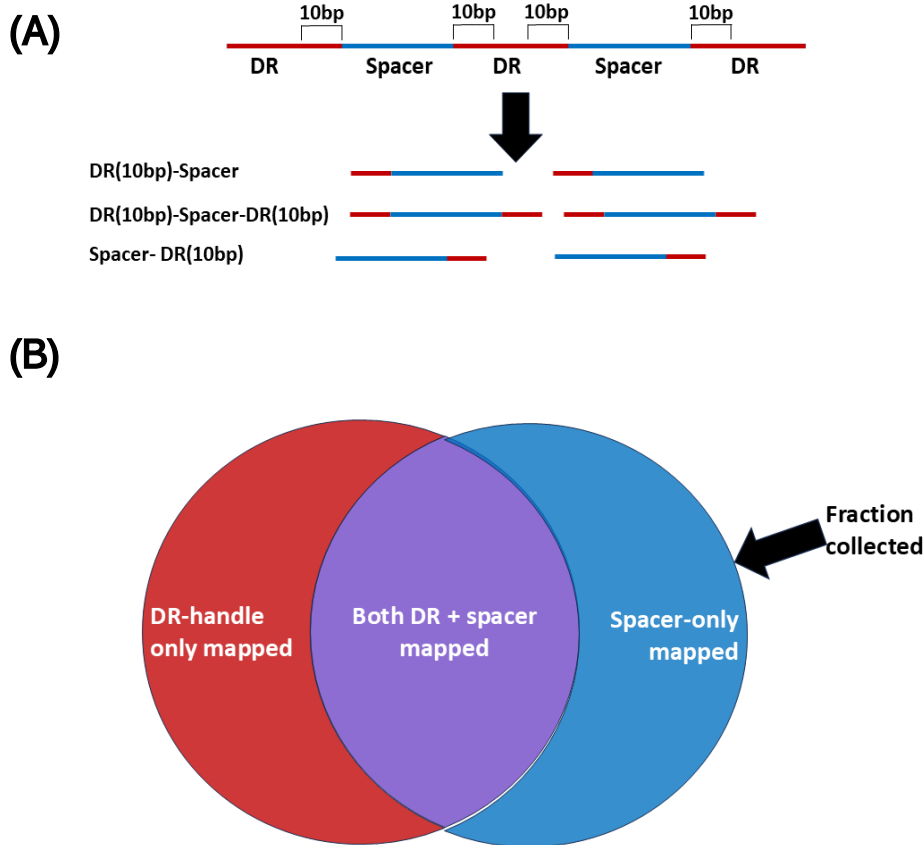 (A)
10bp 10bp 10bp 10bp
DR Spacer DR Spacer DR
DR(10bp)-Spacer
DR(10bp)-Spacer-DR(10bp)
Spacer- DR(10bp)
(B)
Fraction
collected
DR-handle
only mapped
Both DR + spacer
mapped
Spacer-only
mapped